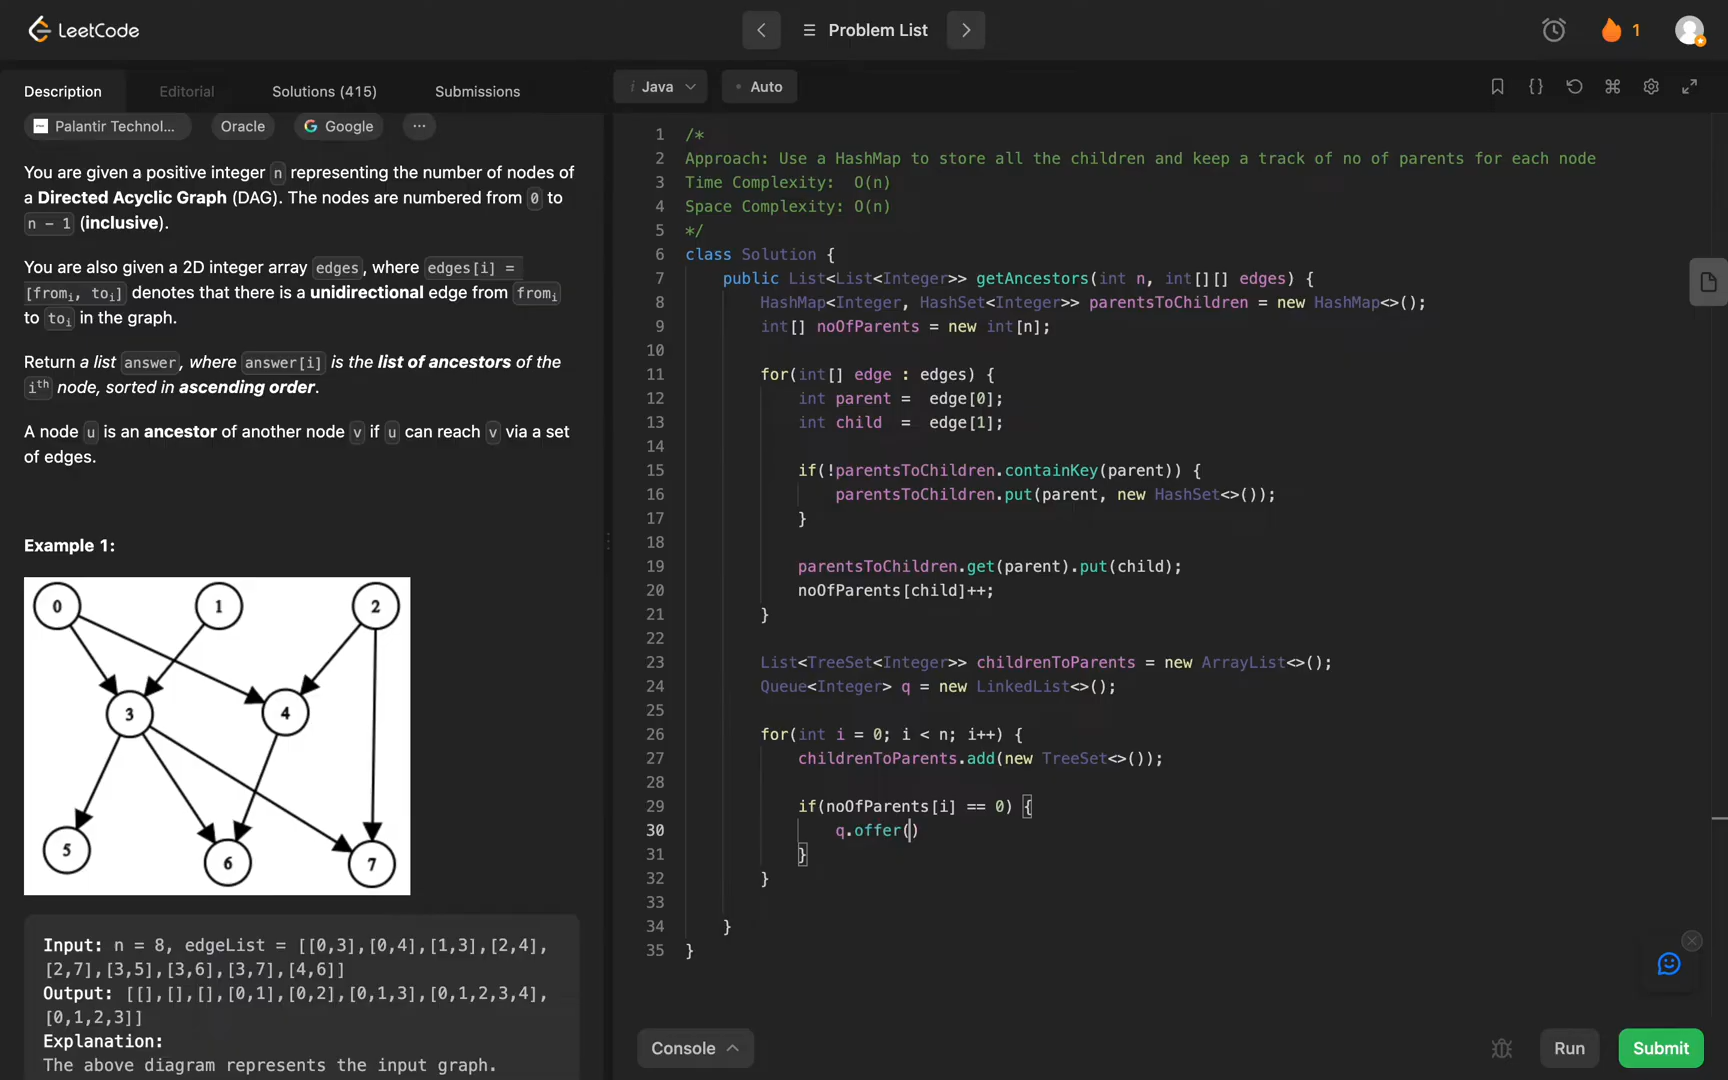 LeetCode
Problem List
1
Description
Editorial
Solutions (415)
Submissions
Palantir Technol...
Oracle
Google
...
You are given a positive integer n representing the number of nodes of
a Directed Acyclic Graph (DAG). The nodes are numbered from 0 to
n - 1 (inclusive).
You are also given a 2D integer array edges, where edges[i] =
[fromi, toi] denotes that there is a unidirectional edge from fromi
to toi in the graph.
Return a list answer, where answer[i] is the list of ancestors of the
ith node, sorted in ascending order.
A node u is an ancestor of another node v if u can reach v via a set
of edges.
Example 1:
0
1
2
3
4
5
6
7
Input: n = 8, edgeList = [[0,3],[0,4],[1,3],[2,4],
[2,7],[3,5],[3,6],[3,7],[4,6]]
Output: [[],[],[],[0,1],[0,2],[0,1,3],[0,1,2,3,4],
[0,1,2,3]]
Explanation:
The above diagram represents the input graph.
i Java
Auto
1 /*
2 Approach: Use a HashMap to store all the children and keep a track of no of parents for each node
3 Time Complexity:  O(n)
4 Space Complexity: O(n)
5 */
6 class Solution {
7     public List<List<Integer>> getAncestors(int n, int[][] edges) {
8         HashMap<Integer, HashSet<Integer>> parentsToChildren = new HashMap<>();
9         int[] noOfParents = new int[n];
10
11         for(int[] edge : edges) {
12             int parent =  edge[0];
13             int child  =  edge[1];
14
15             if(!parentsToChildren.containKey(parent)) {
16                 parentsToChildren.put(parent, new HashSet<>());
17             }
18
19             parentsToChildren.get(parent).put(child);
20             noOfParents[child]++;
21         }
22
23         List<TreeSet<Integer>> childrenToParents = new ArrayList<>();
24         Queue<Integer> q = new LinkedList<>();
25
26         for(int i = 0; i < n; i++) {
27             childrenToParents.add(new TreeSet<>());
28
29             if(noOfParents[i] == 0) {
30                 q.offer()
31             }
32         }
33
34     }
35 }
Console
Run
Submit